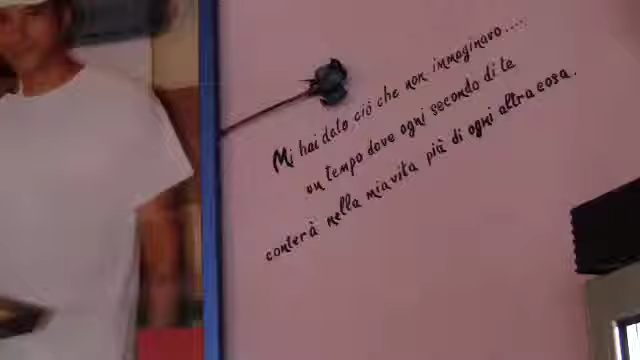 Mi hai dato ciò che non immaginavo....
un tempo dove ogni secondo di te
conterà nella mia vita più di ogni altra cosa.